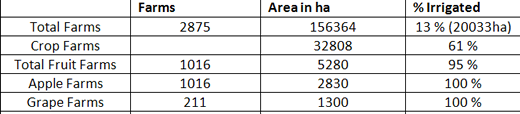 Farms Area in ha % Irrigated
Total Farms 2875 156364 13 % (20033ha)
Crop Farms 32808 61 %
Total Fruit Farms 1016 5280 95 %
Apple Farms 1016 2830 100 %
Grape Farms 211 1300 100 %